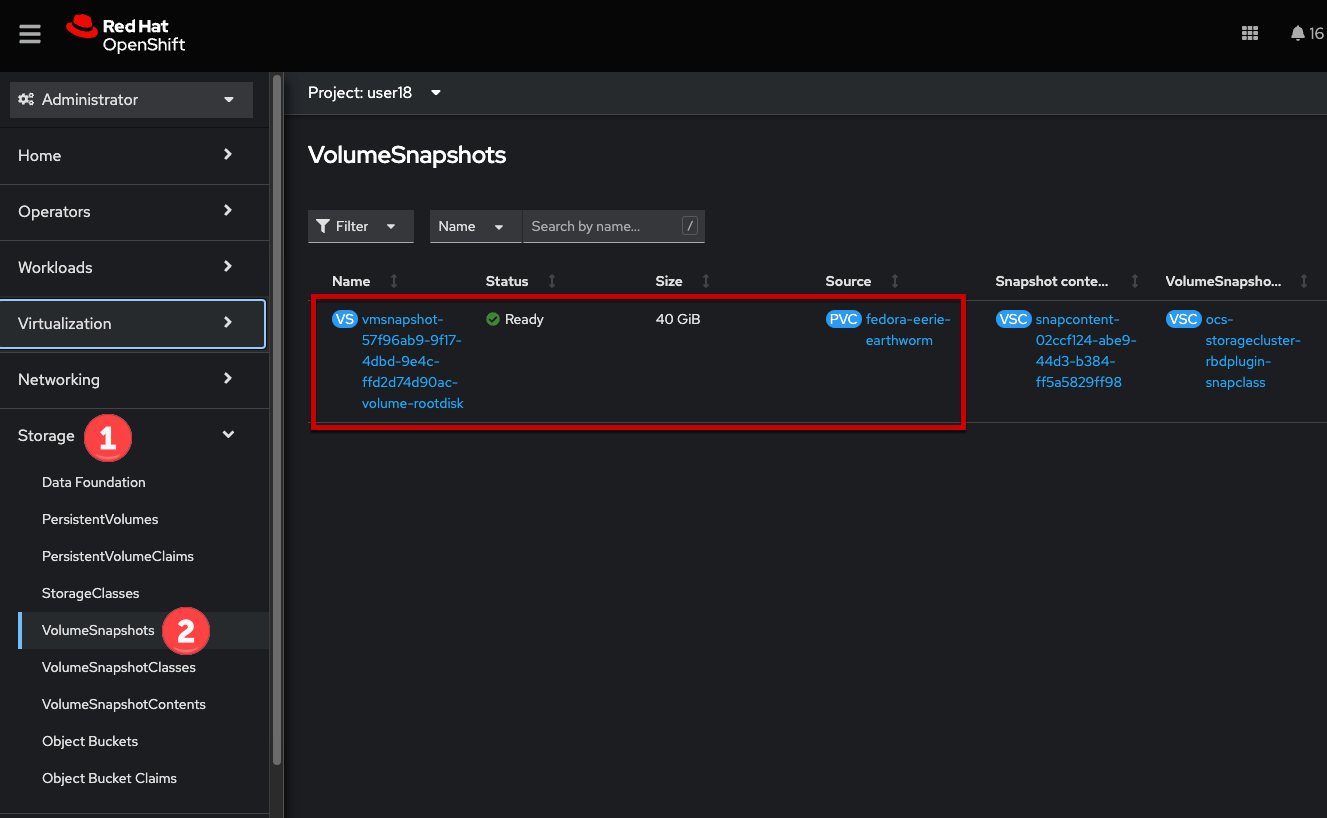 Red Hat
OpenShift
16
Administrator
Project: user18
Home
Operators
Workloads
Virtualization
Networking
Storage
1
Data Foundation
PersistentVolumes
PersistentVolumeClaims
StorageClasses
VolumeSnapshots
2
VolumeSnapshotClasses
VolumeSnapshotContents
Object Buckets
Object Bucket Claims
VolumeSnapshots
Filter
Name
Search by name...
/
Name
Status
Size
Source
Snapshot conte...
VolumeSnapsho...
VS vmsnapshot-
57f96ab9-9f17-
4dbd-9e4c-
ffd2d74d90ac-
volume-rootdisk
Ready
40 GiB
PVC fedora-eerie-
earthworm
VSC snapcontent-
02ccf124-abe9-
44d3-b384-
ff5a5829ff98
VSC ocs-
storagecluster-
rbdplugin-
snapclass